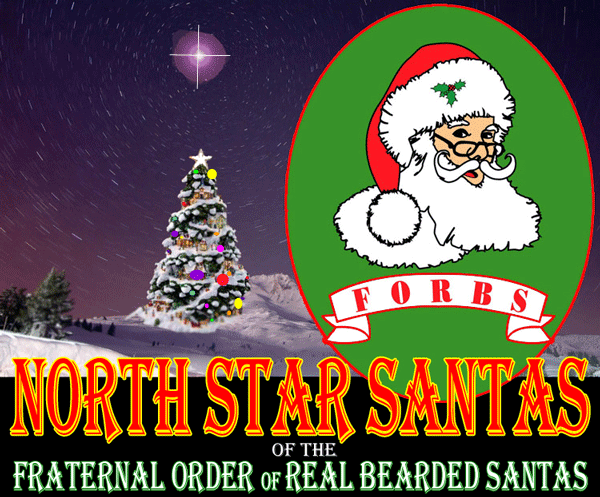 FORBS
NORTH STAR SANTAS
OF THE
FRATERNAL ORDER OF REAL BEARDED SANTAS